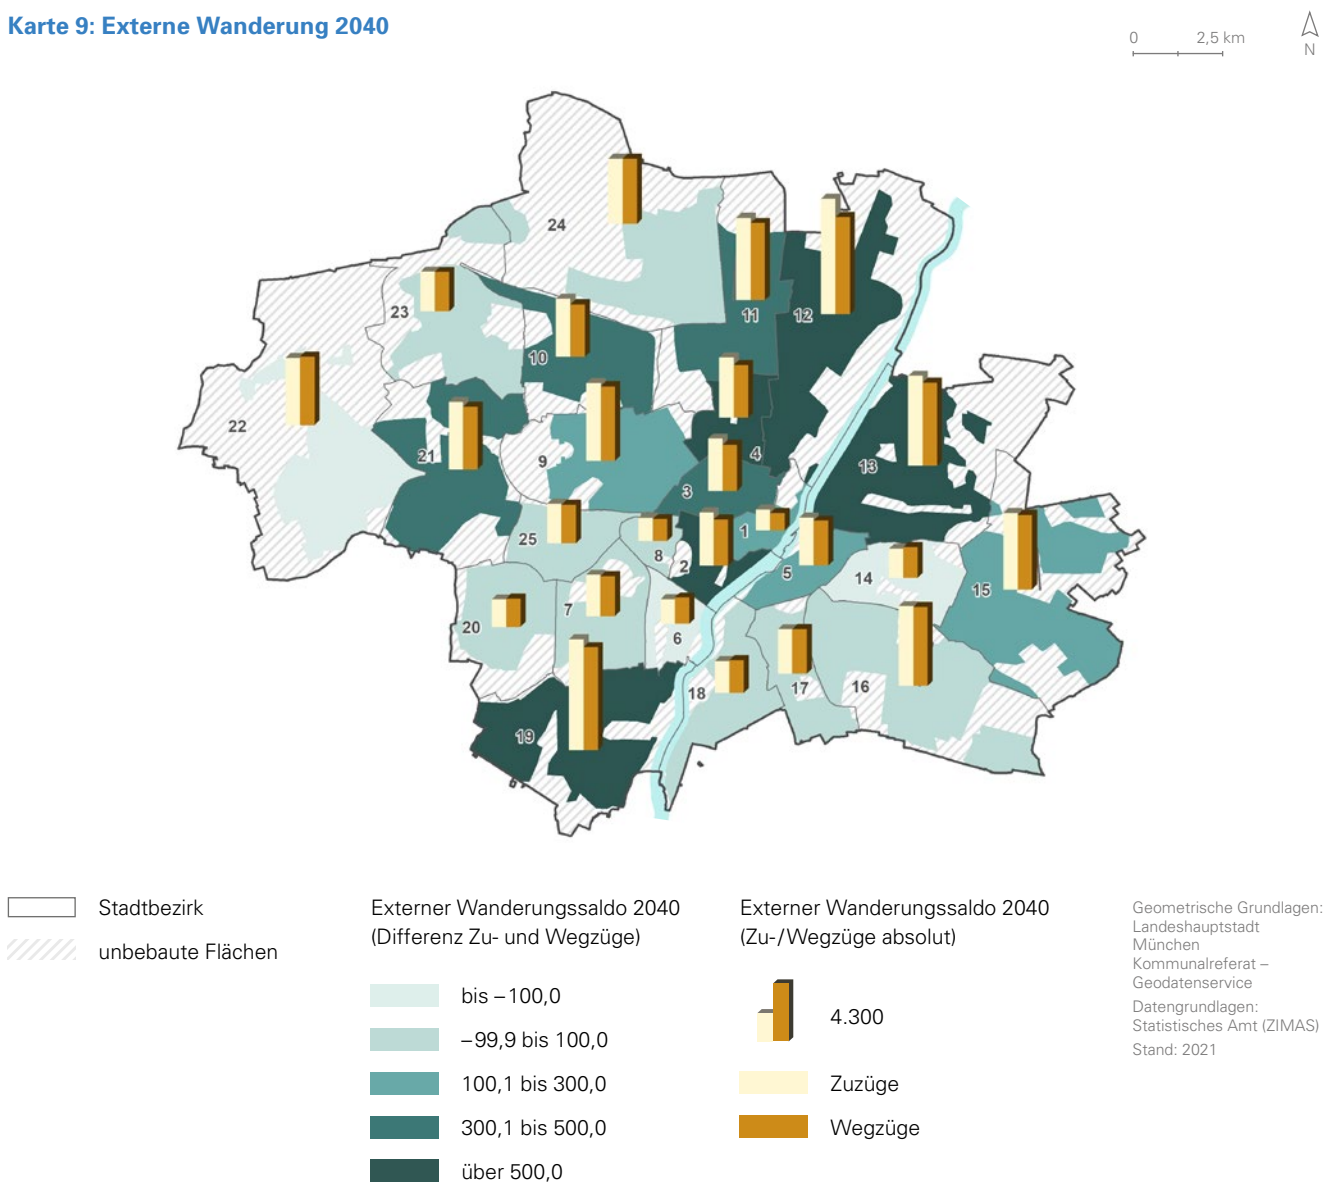 Karte 9: Externe Wanderung 2040
0 2,5 km
N
24
23
11
12
10
22
21
9
4
13
3
25
8
2
1
5
14
15
20
7
6
18
17
16
19
Stadtbezirk
unbebaute Flächen
Externer Wanderungssaldo 2040
(Differenz Zu- und Wegzüge)
bis –100,0
–99,9 bis 100,0
100,1 bis 300,0
300,1 bis 500,0
über 500,0
Externer Wanderungssaldo 2040
(Zu-/Wegzüge absolut)
4.300
Zuzüge
Wegzüge
Geometrische Grundlagen:
Landeshauptstadt
München
Kommunalreferat –
Geodatenservice
Datengrundlagen:
Statistisches Amt (ZIMAS)
Stand: 2021